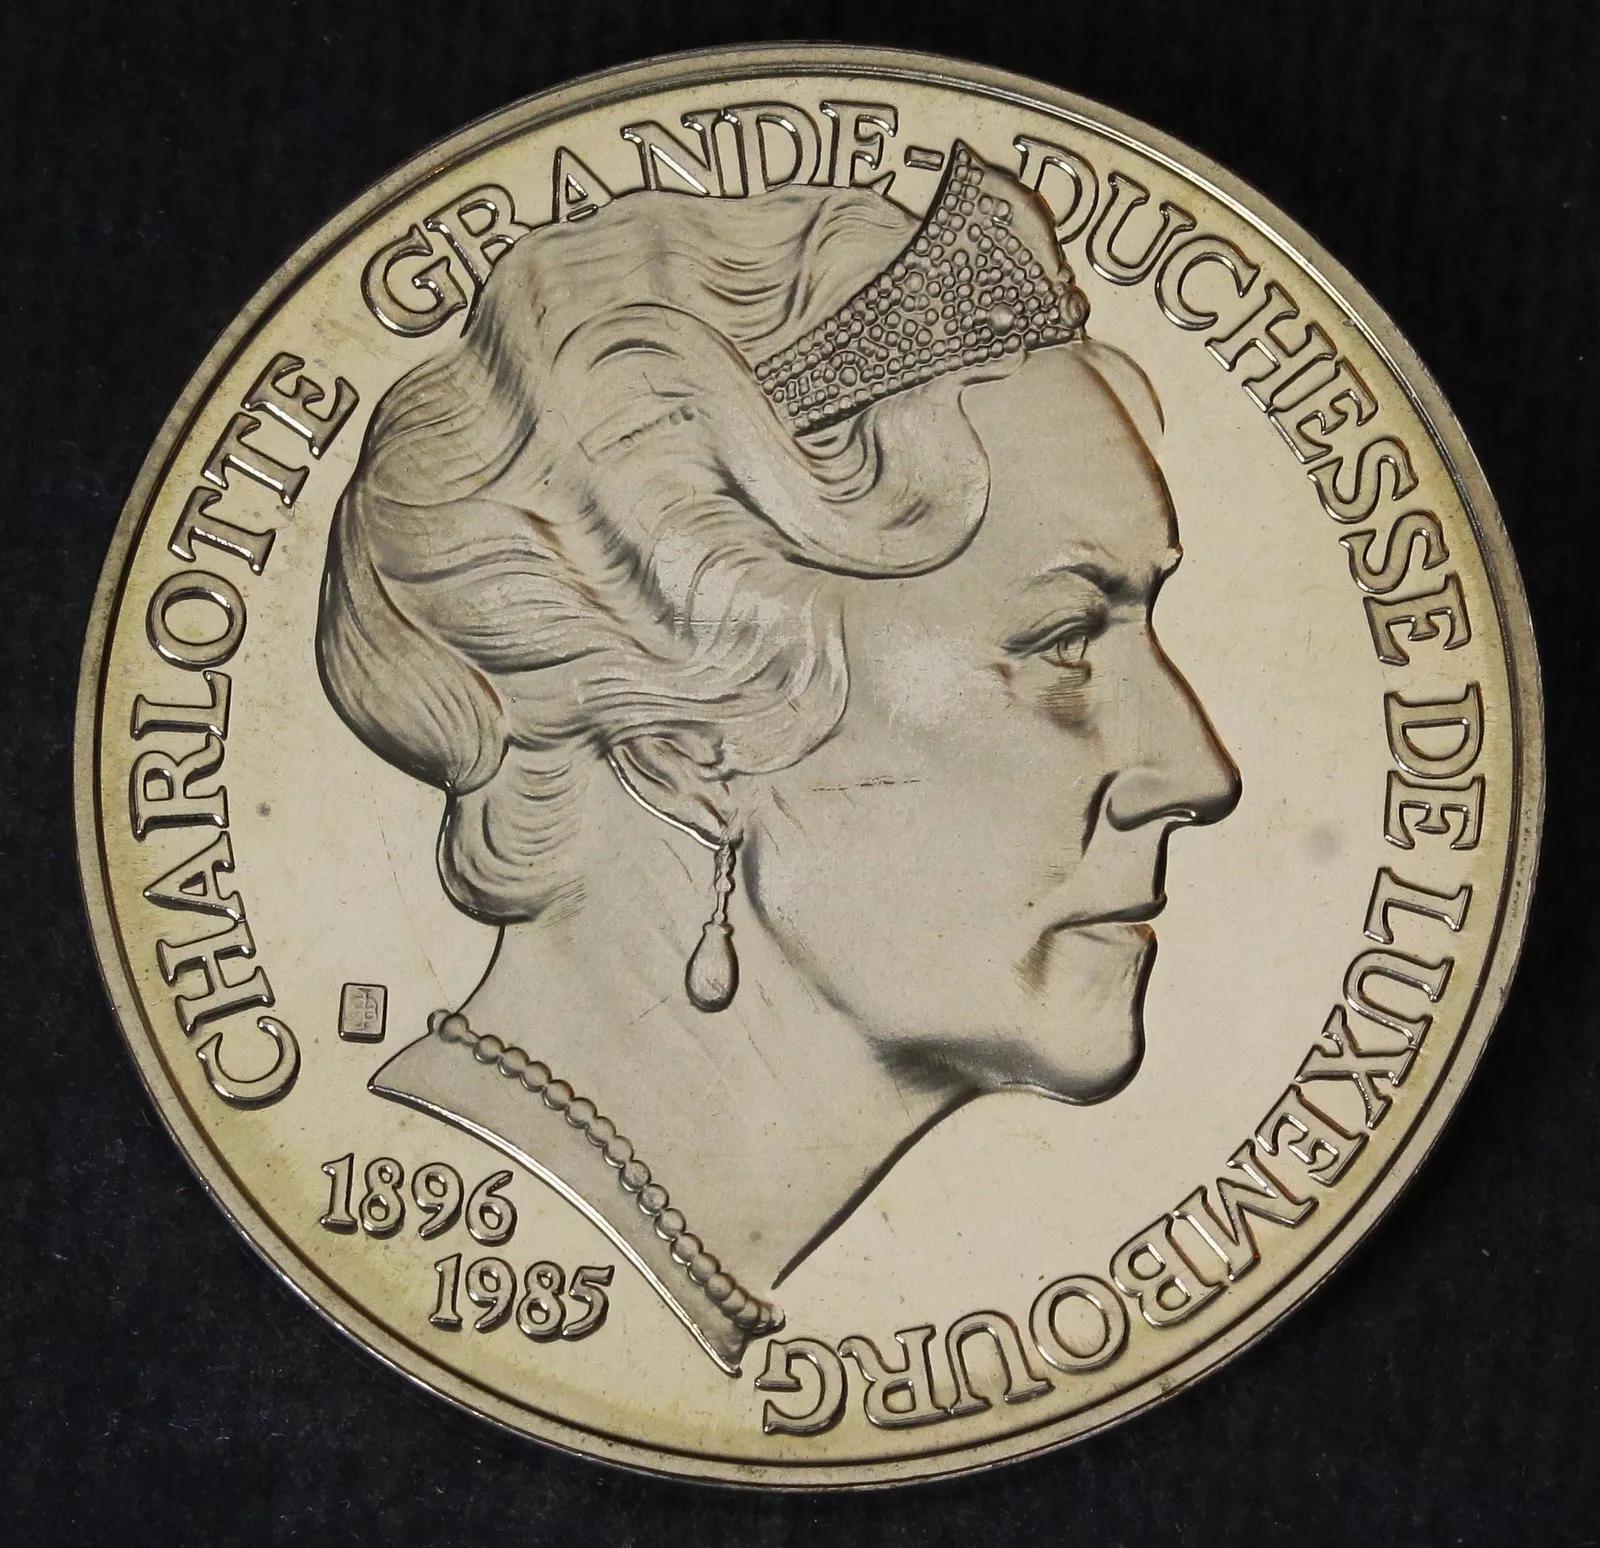 CHARLOTTE GRANDE-DUCHESSE DE LUXEMBOURG
1896
1985